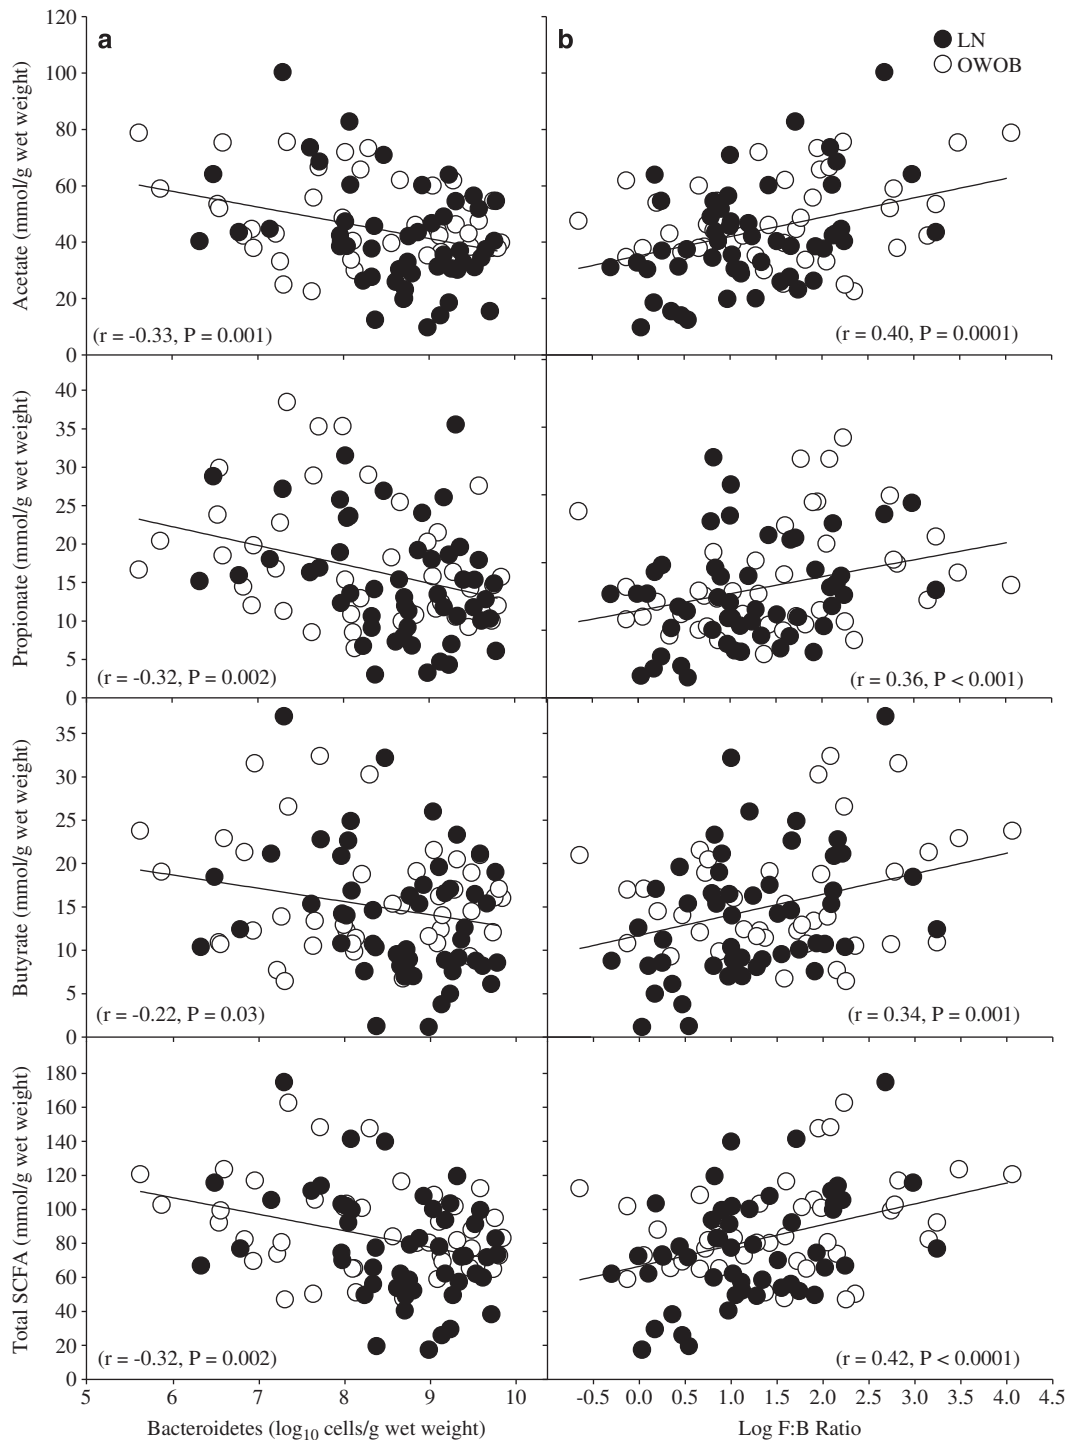 a
b
LN
OWOB
120
100
80
60
40
20
0
Acetate (mmol/g wet weight)
(r = -0.33, P = 0.001)
(r = 0.40, P = 0.0001)
40
35
30
25
20
15
10
5
0
Propionate (mmol/g wet weight)
(r = -0.32, P = 0.002)
(r = 0.36, P < 0.001)
35
30
25
20
15
10
5
0
Butyrate (mmol/g wet weight)
(r = -0.22, P = 0.03)
(r = 0.34, P = 0.001)
180
160
140
120
100
80
60
40
20
0
Total SCFA (mmol/g wet weight)
(r = -0.32, P = 0.002)
(r = 0.42, P < 0.0001)
5 6 7 8 9 10
-0.5 0.0 0.5 1.0 1.5 2.0 2.5 3.0 3.5 4.0 4.5
Bacteroidetes (log10 cells/g wet weight)
Log F:B Ratio